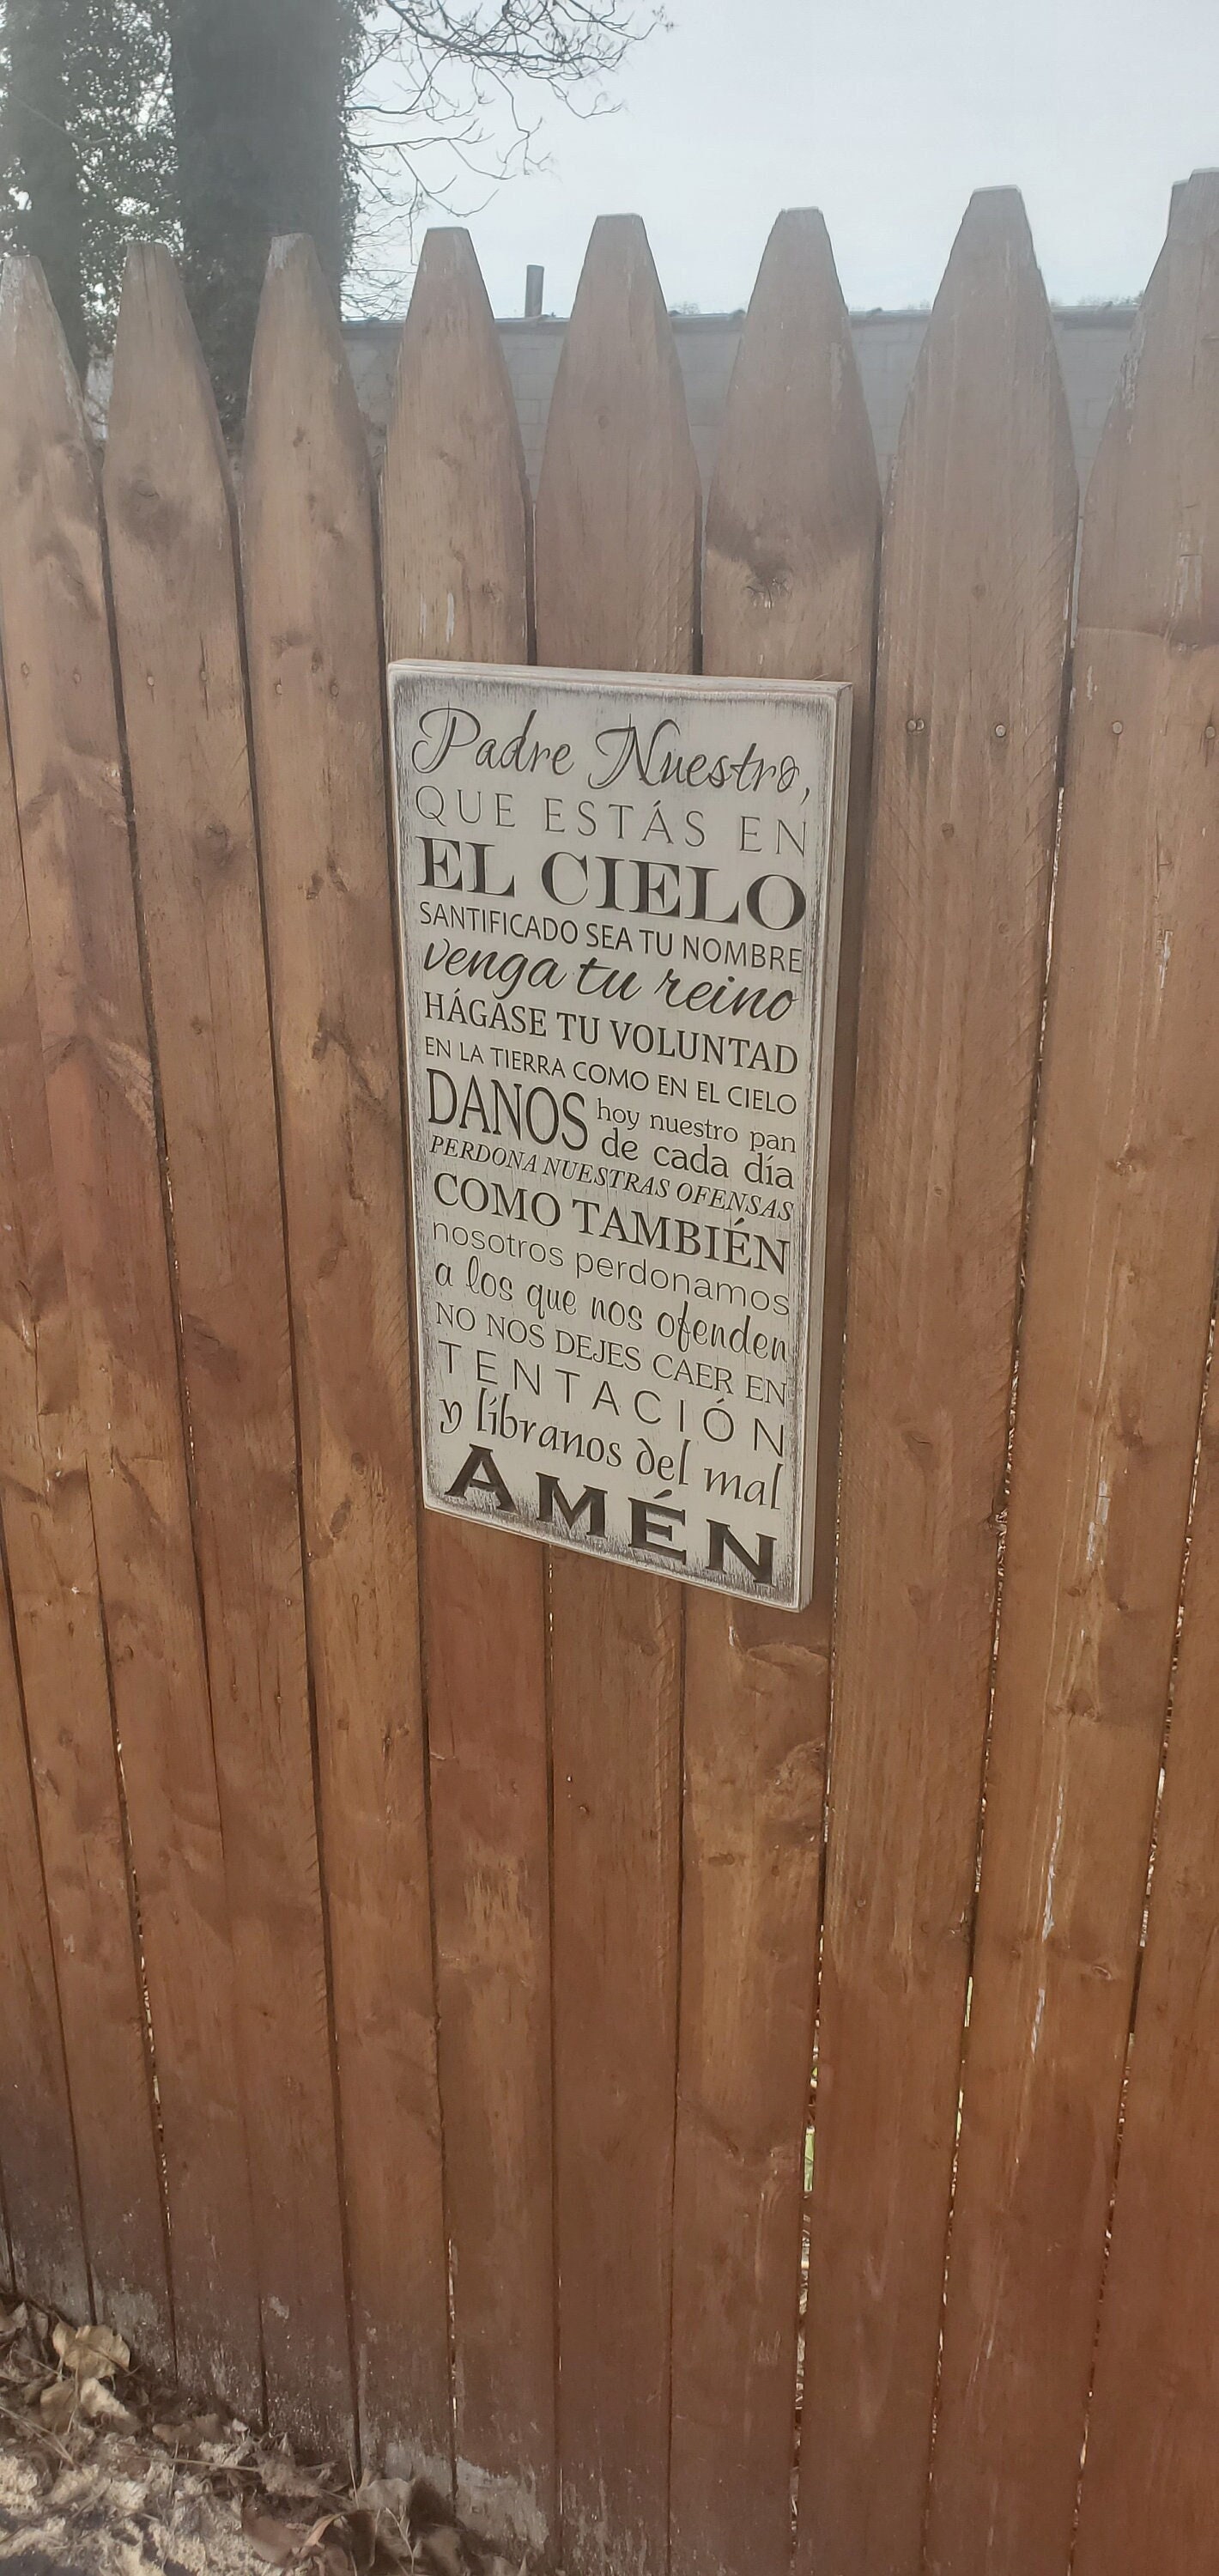 Padre Nuestro,
QUE ESTÁS EN
EL CIELO
SANTIFICADO SEA TU NOMBRE
venga tu reino
HÁGASE TU VOLUNTAD
EN LA TIERRA COMO EN EL CIELO
DANOS hoy nuestro pan
de cada día
PERDONA NUESTRAS OFENSAS
COMO TAMBIÉN
nosotros perdonamos
a los que nos ofenden
NO NOS DEJES CAER EN
TENTACIÓN
y líbranos del mal
AMÉN